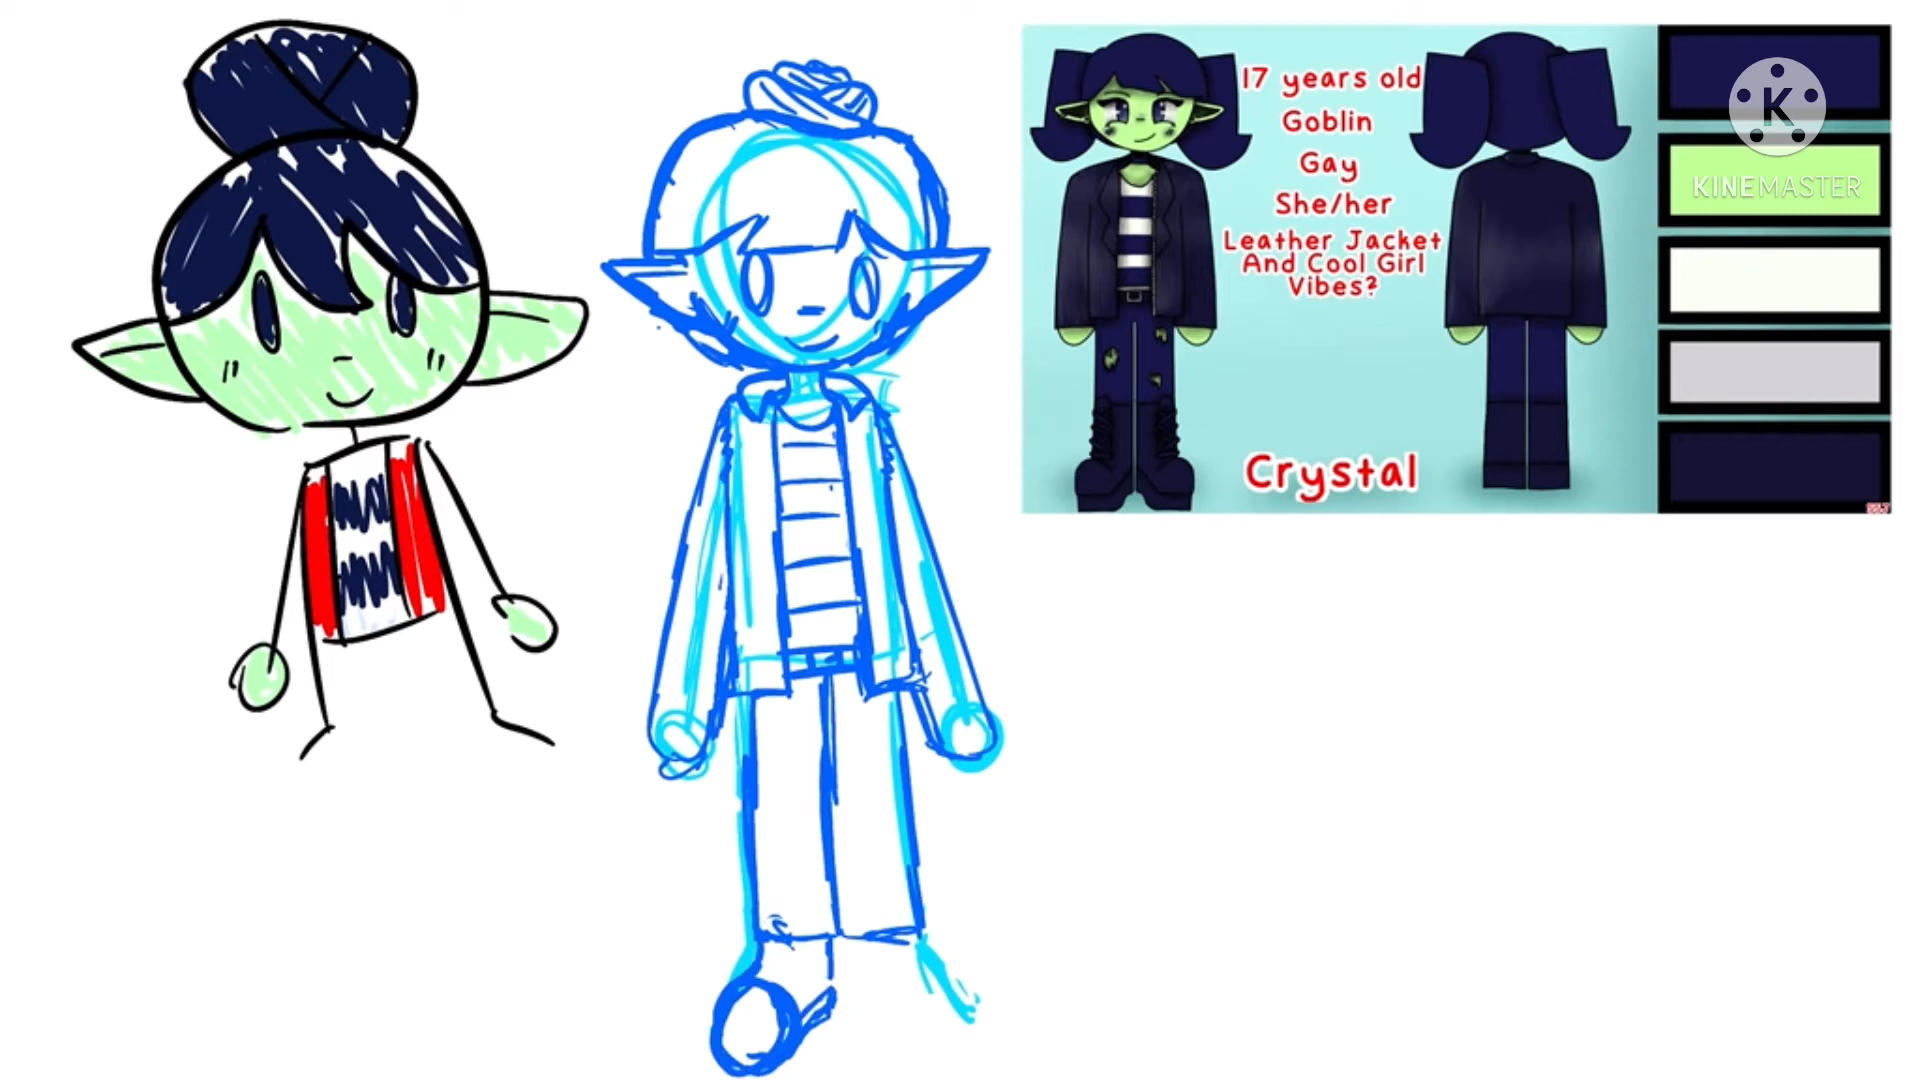 17 years old
Goblin
Gay
She/her
Leather Jacket
And Cool Girl
Vibes?
Crystal
K
KINEMASTER